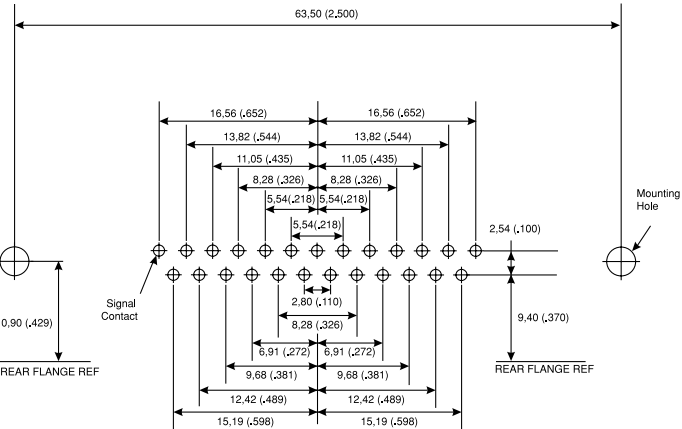 63,50 (2.500)
16,56 (.652) 16,56 (.652)
13,82 (.544) 13,82 (.544)
11,05 (.435) 11,05 (.435)
8,28 (.326) 8,28 (.326)
5,54(.218) 5,54(.218)
5,54(.218)
Mounting
Hole
2,54 (.100)
Signal
Contact
2.80 (.110)
0,90 (.429)
9,40 (.370)
8,28 (.326)
6,91 (.272) 6,91 (.272)
REAR FLANGE REF
REAR FLANGE REF
9,68 (.381) 9,68 (.381)
12,42 (.489) 12,42 (.489)
15,19 (.598) 15,19 (.598)